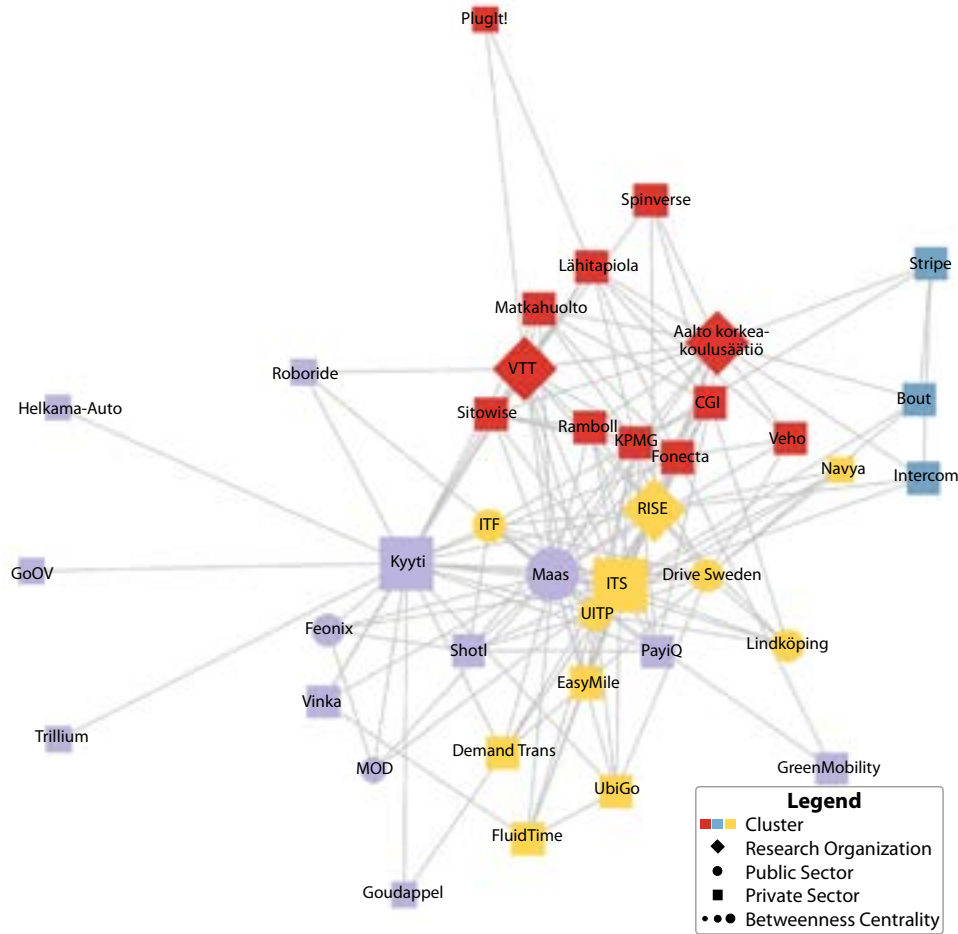 PlugIt!
Spinverse
Lähitapiola
Stripe
Matkahuolto
Aalto korkea-
koulusäätiö
VTT
Roboride
Bout
Helkama-Auto
CGI
Sitowise
Ramboll
KPMG
Veho
Fonecta
Navya
Intercom
RISE
ITF
Kyyti
Maas
ITS
Drive Sweden
GoOV
UITP
Feonix
Shotl
PayiQ
Lindköping
EasyMile
Vinka
Trillium
Demand Trans
MOD
GreenMobility
UbiGo
FluidTime
Goudappel
Legend
Cluster
Research Organization
Public Sector
Private Sector
Betweenness Centrality